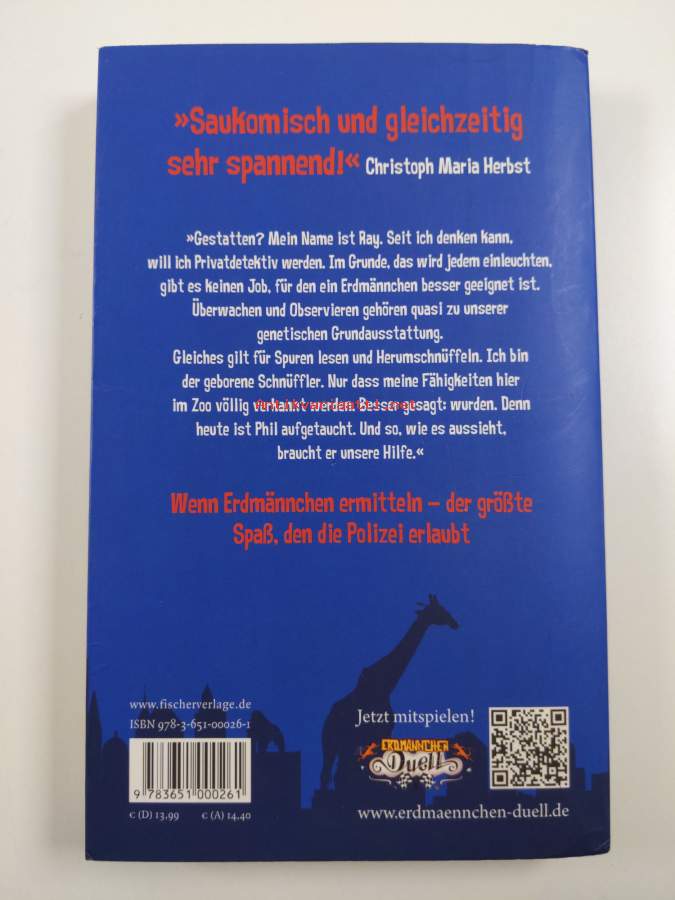 »Saukomisch und gleichzeitig
sehr spannend!« Christoph Maria Herbst
»Gestatten? Mein Name ist Ray. Seit ich denken kann,
will ich Privatdetektiv werden. Im Grunde, das wird jedem einleuchten,
gibt es keinen Job, für den ein Erdmännchen besser geeignet ist.
Überwachen und Observieren gehören quasi zu unserer
genetischen Grundausstattung.
Gleiches gilt für Spuren lesen und Herumschnüffeln. Ich bin
der geborene Schnüffler. Nur dass meine Fähigkeiten hier
im Zoo völlig verkannt werden. Besser gesagt: wurden. Denn
heute ist Phil aufgetaucht. Und so, wie es aussieht,
braucht er unsere Hilfe.«
Wenn Erdmännchen ermitteln – der größte
Spaß, den die Polizei erlaubt
www.fischerverlage.de
ISBN 978-3-651-00026-1
9 783651 000261
€ (D) 13,99 € (A) 14,40
Jetzt mitspielen!
ERDMÄNNCHEN
Duell
www.erdmaennchen-duell.de